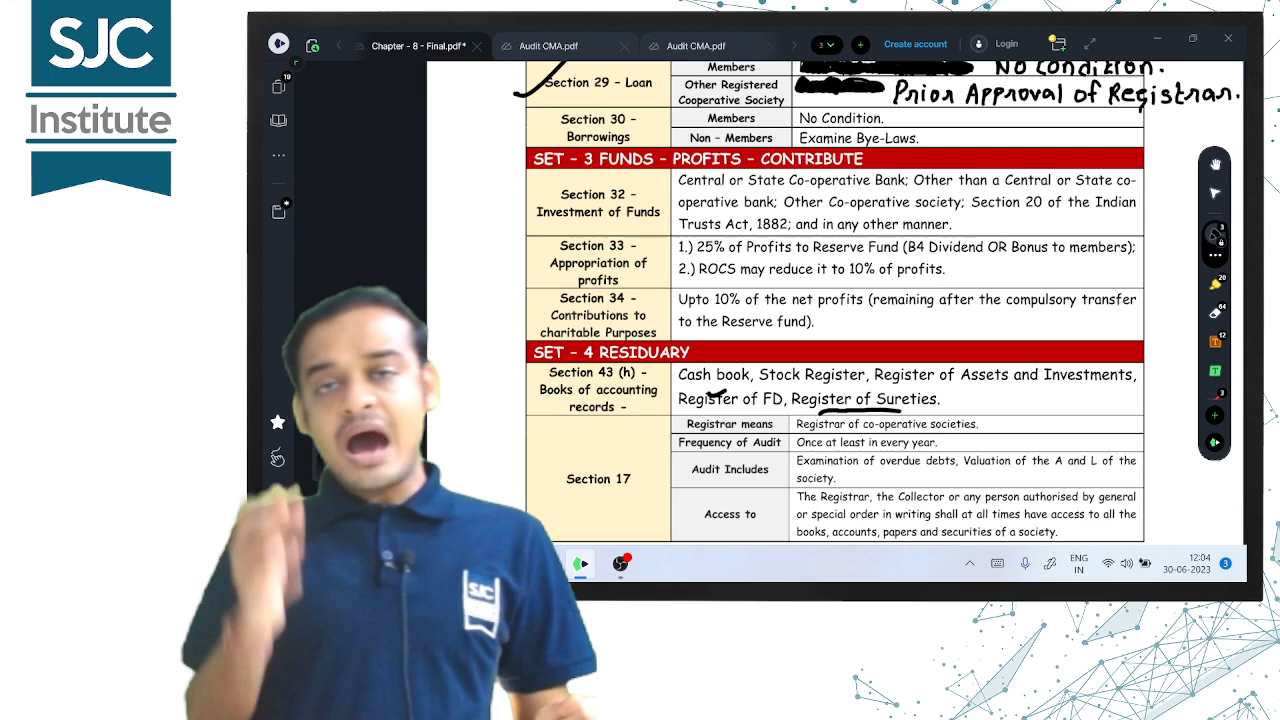 SJC
Institute
Chapter - 8 - Final.pdf*
Audit CMA.pdf
Audit CMA.pdf
3
Create account
Login
19
Section 29 - Loan
Members
No Condition.
Other Registered
Cooperative Society
Prior Approval of Registrar.
Section 30 -
Borrowings
Members
No Condition.
Non - Members
Examine Bye-Laws.
SET - 3 FUNDS - PROFITS - CONTRIBUTE
Section 32 -
Investment of Funds
Central or State Co-operative Bank; Other than a Central or State co-
operative bank; Other Co-operative society; Section 20 of the Indian
Trusts Act, 1882; and in any other manner.
Section 33 -
Appropriation of
profits
1.) 25% of Profits to Reserve Fund (B4 Dividend OR Bonus to members);
2.) ROCS may reduce it to 10% of profits.
Section 34 -
Contributions to
charitable Purposes
Upto 10% of the net profits (remaining after the compulsory transfer
to the Reserve fund).
SET - 4 RESIDUARY
Section 43 (h) -
Books of accounting
records -
Cash book, Stock Register, Register of Assets and Investments,
Register of FD, Register of Sureties.
Section 17
Registrar means
Registrar of co-operative societies.
Frequency of Audit
Once at least in every year.
Audit Includes
Examination of overdue debts, Valuation of the A and L of the
society.
Access to
The Registrar, the Collector or any person authorised by general
or special order in writing shall at all times have access to all the
books, accounts, papers and securities of a society.
3
20
64
12
3
ENG
IN
12:04
30-06-2023
3
SJC